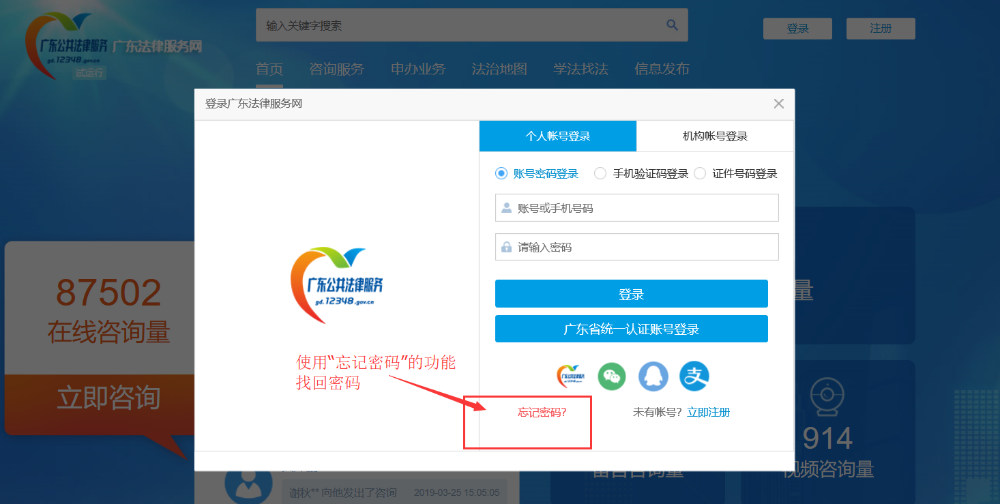 广东公共法律服务
gd.12348.gov.cn
广东法律服务网
试运行
输入关键字搜索
登录
注册
首页
咨询服务
申办业务
法治地图
学法找法
信息发布
登录广东法律服务网
个人帐号登录
机构帐号登录
账号密码登录
手机验证码登录
证件号码登录
账号或手机号码
请输入密码
登录
广东省统一认证账号登录
广东公共法律服务
gd.12348.gov.cn
使用“忘记密码”的功能
找回密码
忘记密码?
未有帐号? 立即注册
87502
在线咨询量
立即咨询
量
914
视频咨询量
留言咨询量
谢秋** 向他发出了咨询
2019-03-25 15:05:05